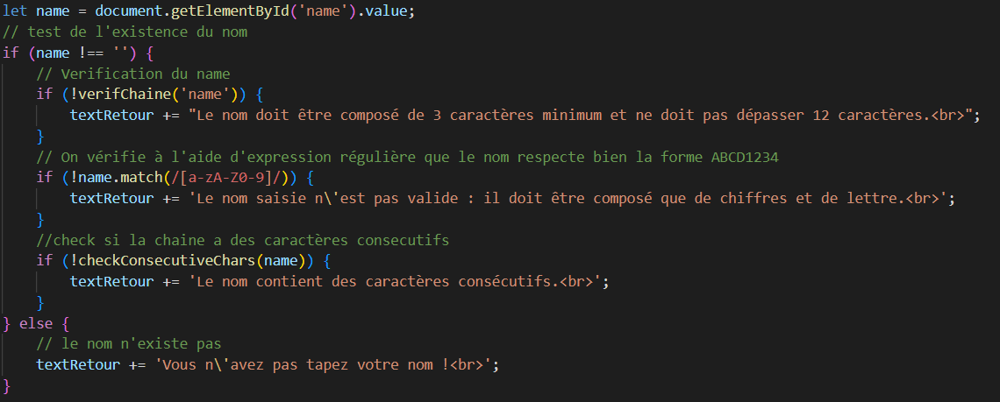 let name = document.getElementById('name').value;
// test de l'existence du nom
if (name !== '') {
// Verification du name
if (!verifChaine('name')) {
textRetour += "Le nom doit être composé de 3 caractères minimum et ne doit pas dépasser 12 caractères.<br>";
}
// On vérifie à l'aide d'expression régulière que le nom respecte bien la forme ABCD1234
if (!name.match(/[a-zA-Z0-9]/)) {
textRetour += 'Le nom saisie n\'est pas valide : il doit être composé que de chiffres et de lettre.<br>';
}
//check si la chaine a des caractères consecutifs
if (!checkConsecutiveChars(name)) {
textRetour += 'Le nom contient des caractères consécutifs.<br>';
}
} else {
// le nom n'existe pas
textRetour += 'Vous n\'avez pas tapez votre nom !<br>';
}